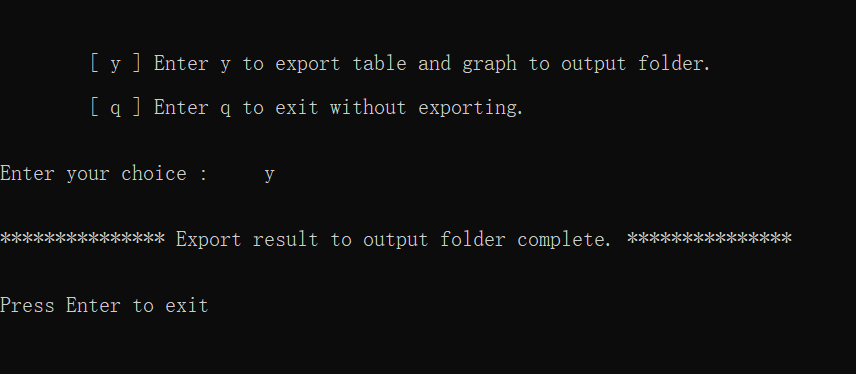 [ y ] Enter y to export table and graph to output folder.
[ q ] Enter q to exit without exporting.
Enter your choice :     y
*************** Export result to output folder complete. ***************
Press Enter to exit